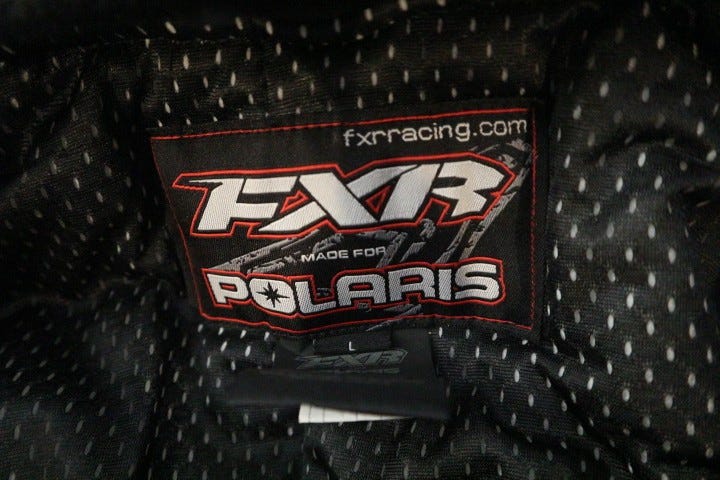 fxrracing.com
FXR
MADE FOR
POLARIS
L
FXR